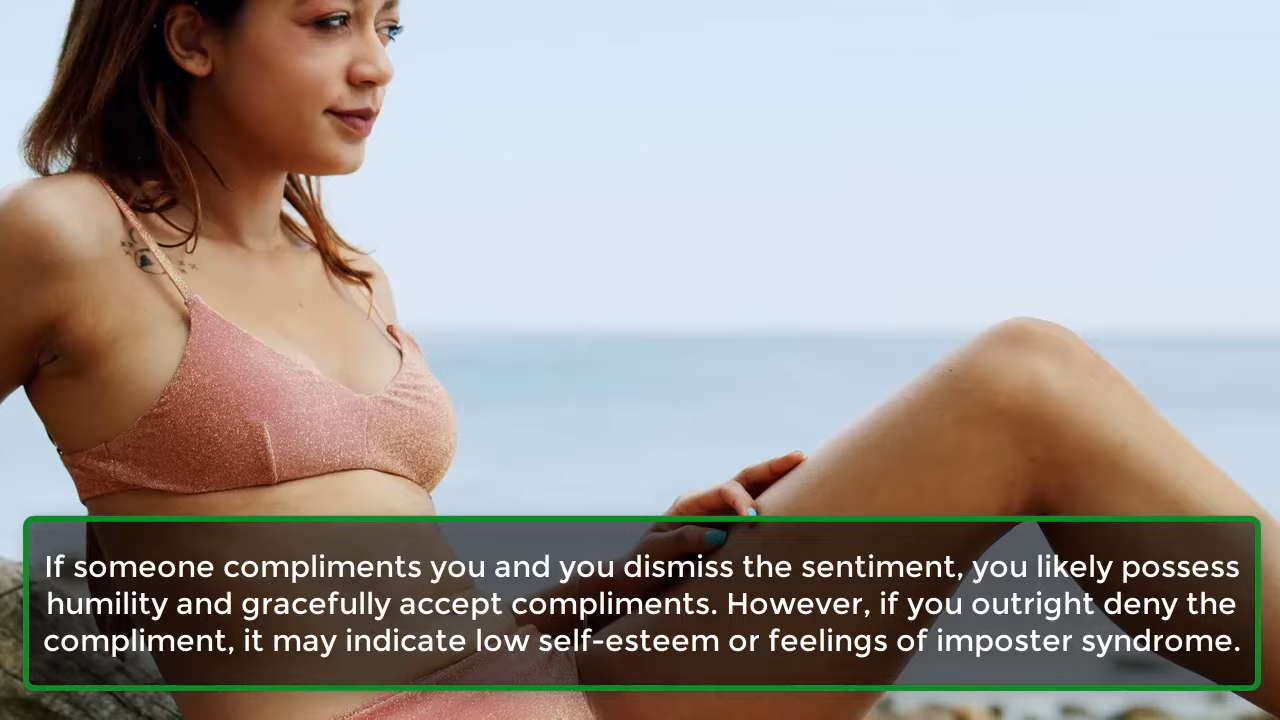 If someone compliments you and you dismiss the sentiment, you likely possess
humility and gracefully accept compliments. However, if you outright deny the
compliment, it may indicate low self-esteem or feelings of imposter syndrome.